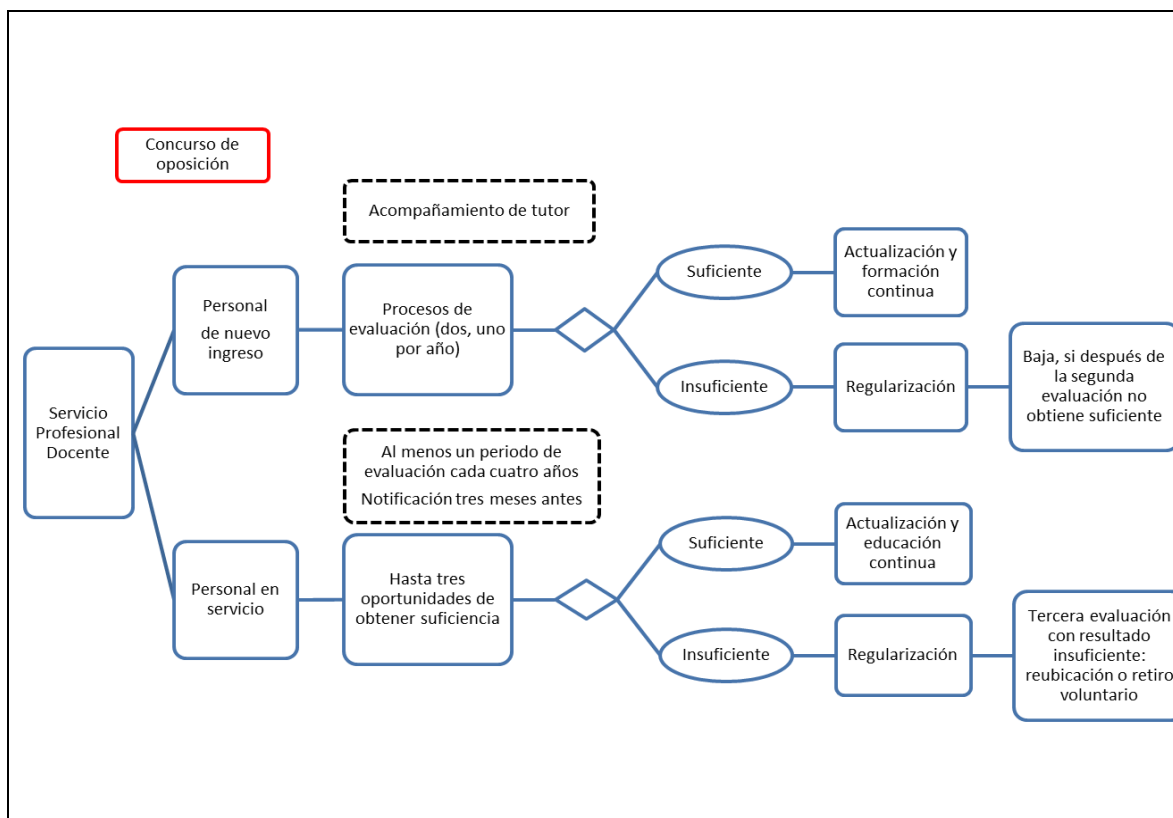 Concurso de
oposición
Acompañamiento de tutor
Servicio
Profesional
Docente
Personal
de nuevo
ingreso
Procesos de
evaluación (dos, uno
por año)
Suficiente
Actualización y
formación
continua
Insuficiente
Regularización
Baja, si después de
la segunda
evaluación no
obtiene suficiente
Al menos un periodo de
evaluación cada cuatro años
Notificación tres meses antes
Personal en
servicio
Hasta tres
oportunidades de
obtener suficiencia
Suficiente
Actualización y
educación
continua
Insuficiente
Regularización
Tercera evaluación
con resultado
insuficiente:
reubicación o retiro
voluntario